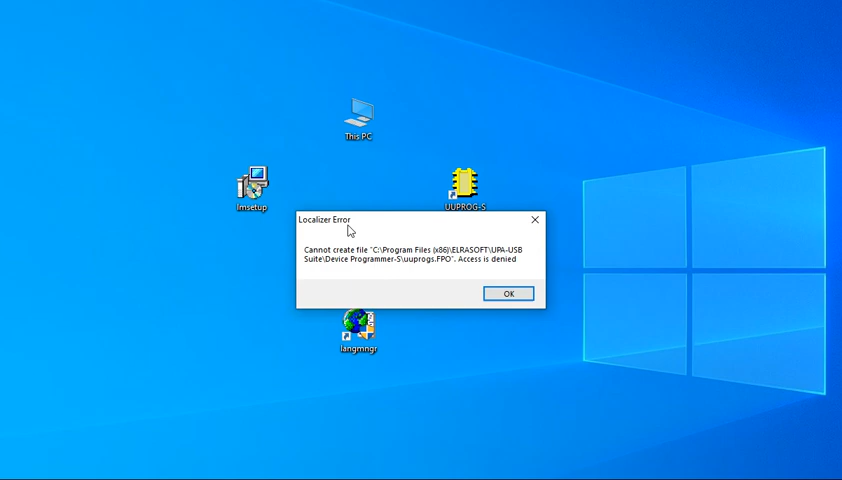 This PC
lmsetup
UUPROG-S
Localizer Error
Cannot create file "C:\Program Files (x86)\ELRASOFT\UPA-USB
Suite\Device Programmer-S\uuprogs.FPO". Access is denied
OK
langmngr